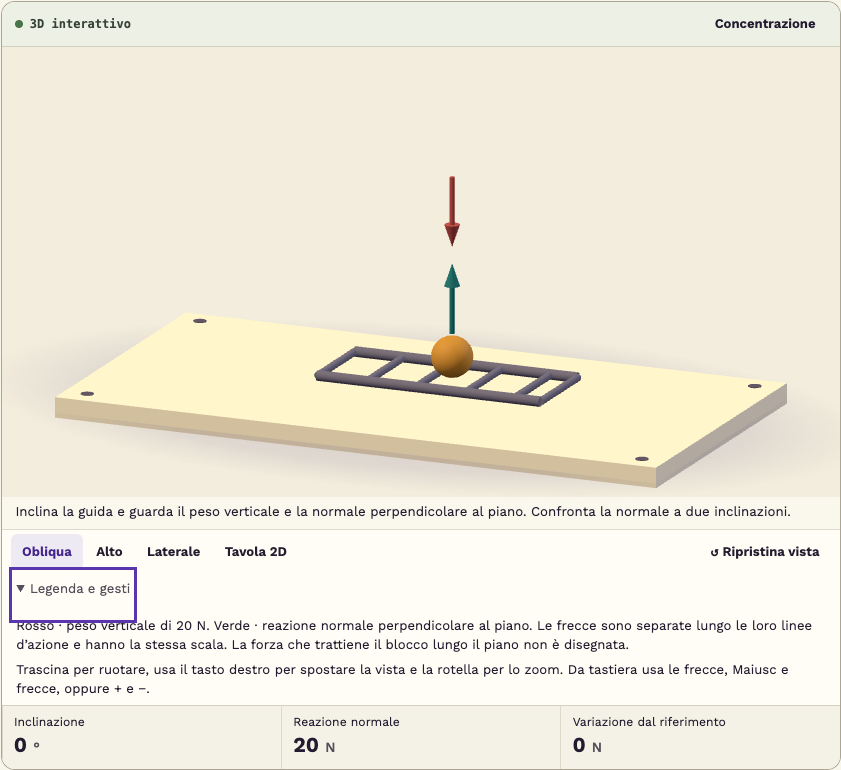 3D interattivo
Concentrazione
Inclina la guida e guarda il peso verticale e la normale perpendicolare al piano. Confronta la normale a due inclinazioni.
Obliqua Alto Laterale Tavola 2D ↺ Ripristina vista
▼ Legenda e gesti
Rosso · peso verticale di 20 N. Verde · reazione normale perpendicolare al piano. Le frecce sono separate lungo le loro linee
d’azione e hanno la stessa scala. La forza che trattiene il blocco lungo il piano non è disegnata.
Trascina per ruotare, usa il tasto destro per spostare la vista e la rotella per lo zoom. Da tastiera usa le frecce, Maiusc e
frecce, oppure + e −.
Inclinazione
0 °
Reazione normale
20 N
Variazione dal riferimento
0 N